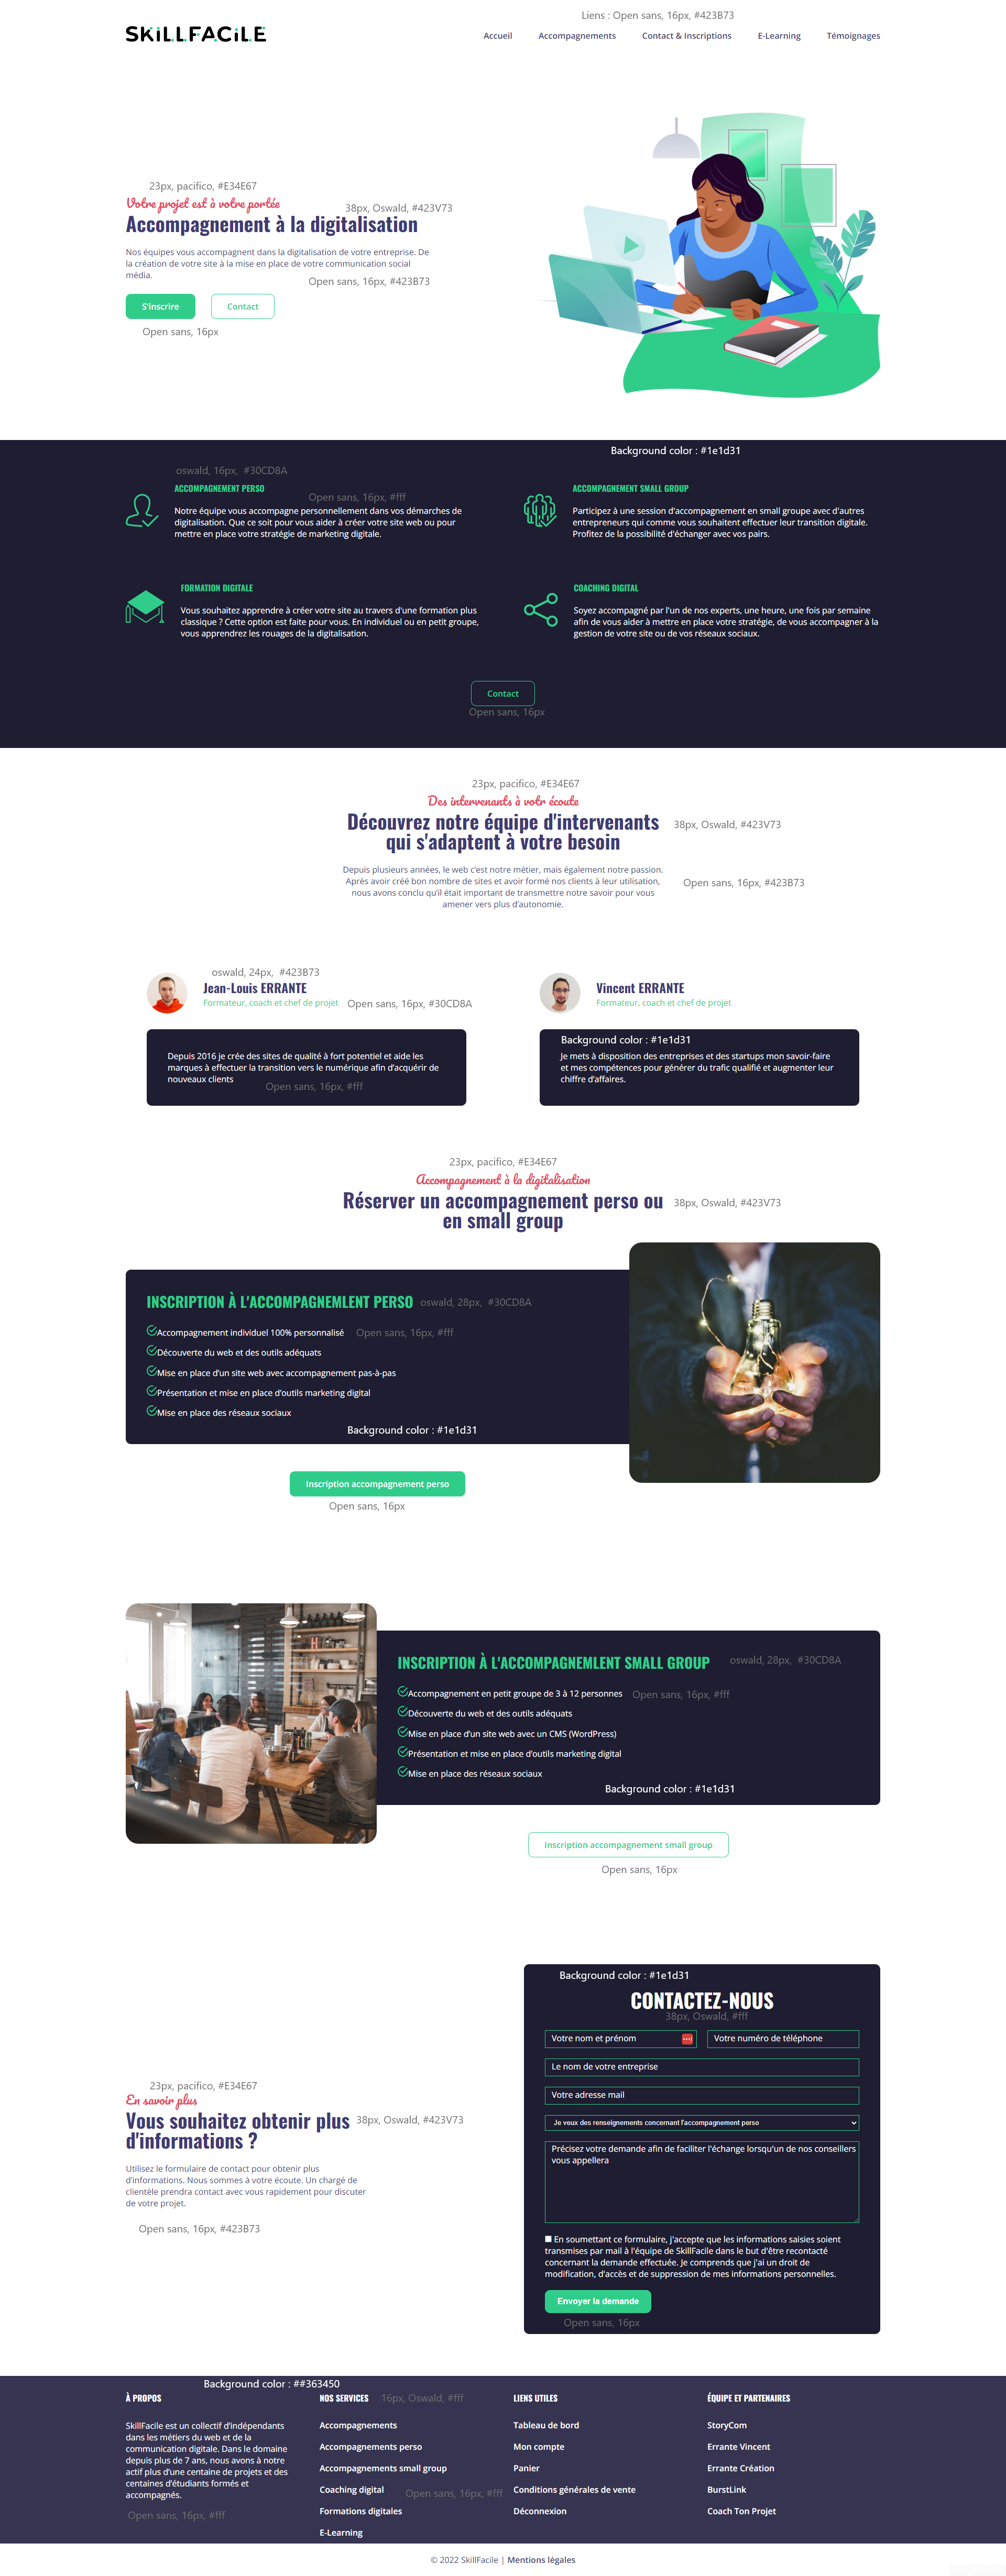 Liens : Open sans, 16px, #423B73
SKiLLFACiLE
Accueil
Accompagnements
Contact & Inscriptions
E-Learning
Témoignages
23px, pacifico, #E34E67
Votre projet est à votre portée
38px, Oswald, #423V73
Accompagnement à la digitalisation
Nos équipes vous accompagnent dans la digitalisation de votre entreprise. De
la création de votre site à la mise en place de votre communication social
média.
Open sans, 16px, #423B73
S'inscrire
Contact
Open sans, 16px
Background color : #1e1d31
oswald, 16px, #30CD8A
ACCOMPAGNEMENT PERSO
Open sans, 16px, #fff
Notre équipe vous accompagne personnellement dans vos démarches de
digitalisation. Que ce soit pour vous aider à créer votre site web ou pour
mettre en place votre stratégie de marketing digitale.
ACCOMPAGNEMENT SMALL GROUP
Participez à une session d'accompagnement en small groupe avec d'autres
entrepreneurs qui comme vous souhaitent effectuer leur transition digitale.
Profitez de la possibilité d'échanger avec vos pairs.
FORMATION DIGITALE
Vous souhaitez apprendre à créer votre site au travers d'une formation plus
classique ? Cette option est faite pour vous. En individuel ou en petit groupe,
vous apprendrez les rouages de la digitalisation.
COACHING DIGITAL
Soyez accompagné par l'un de nos experts, une heure, une fois par semaine
afin de vous aider à mettre en place votre stratégie, de vous accompagner à la
gestion de votre site ou de vos réseaux sociaux.
Contact
Open sans, 16px
23px, pacifico, #E34E67
Des intervenants à votr écoute
Découvrez notre équipe d'intervenants
qui s'adaptent à votre besoin
38px, Oswald, #423V73
Depuis plusieurs années, le web c'est notre métier, mais également notre passion.
Après avoir créé bon nombre de sites et avoir formé nos clients à leur utilisation,
nous avons conclu qu'il était important de transmettre notre savoir pour vous
amener vers plus d'autonomie.
Open sans, 16px, #423B73
oswald, 24px, #423B73
Jean-Louis ERRANTE
Formateur, coach et chef de projet
Open sans, 16px, #30CD8A
Depuis 2016 je crée des sites de qualité à fort potentiel et aide les
marques à effectuer la transition vers le numérique afin d'acquérir de
nouveaux clients
Open sans, 16px, #fff
Vincent ERRANTE
Formateur, coach et chef de projet
Background color : #1e1d31
Je mets à disposition des entreprises et des startups mon savoir-faire
et mes compétences pour générer du trafic qualifié et augmenter leur
chiffre d'affaires.
23px, pacifico, #E34E67
Accompagnement à la digitalisation
Réserver un accompagnement perso ou
en small group
38px, Oswald, #423V73
INSCRIPTION À L'ACCOMPAGNEMLENT PERSO
oswald, 28px, #30CD8A
Accompagnement individuel 100% personnalisé
Open sans, 16px, #fff
Découverte du web et des outils adéquats
Mise en place d'un site web avec accompagnement pas-à-pas
Présentation et mise en place d'outils marketing digital
Mise en place des réseaux sociaux
Background color : #1e1d31
Inscription accompagnement perso
Open sans, 16px
INSCRIPTION À L'ACCOMPAGNEMLENT SMALL GROUP
oswald, 28px, #30CD8A
Accompagnement en petit groupe de 3 à 12 personnes
Open sans, 16px, #fff
Découverte du web et des outils adéquats
Mise en place d'un site web avec un CMS (WordPress)
Présentation et mise en place d'outils marketing digital
Mise en place des réseaux sociaux
Background color : #1e1d31
Inscription accompagnement small group
Open sans, 16px
23px, pacifico, #E34E67
En savoir plus
Vous souhaitez obtenir plus
d'informations ?
38px, Oswald, #423V73
Utilisez le formulaire de contact pour obtenir plus
d'informations. Nous sommes à votre écoute. Un chargé de
clientèle prendra contact avec vous rapidement pour discuter
de votre projet.
Open sans, 16px, #423B73
Background color : #1e1d31
CONTACTEZ-NOUS
38px, Oswald, #fff
Votre nom et prénom
Votre numéro de téléphone
Le nom de votre entreprise
Votre adresse mail
Je veux des renseignements concernant l'accompagnement perso
Précisez votre demande afin de faciliter l'échange lorsqu'un de nos conseillers
vous appellera
En soumettant ce formulaire, j'accepte que les informations saisies soient
transmises par mail à l'équipe de SkillFacile dans le but d'être recontacté
concernant la demande effectuée. Je comprends que j'ai un droit de
modification, d'accès et de suppression de mes informations personnelles.
Envoyer la demande
Open sans, 16px
Background color : ##363450
À PROPOS
SkillFacile est un collectif d'indépendants
dans les métiers du web et de la
communication digitale. Dans le domaine
depuis plus de 7 ans, nous avons à notre
actif plus d'une centaine de projets et des
centaines d'étudiants formés et
accompagnés.
Open sans, 16px, #fff
NOS SERVICES
16px, Oswald, #fff
Accompagnements
Accompagnements perso
Accompagnements small group
Coaching digital
Open sans, 16px, #fff
Formations digitales
E-Learning
LIENS UTILES
Tableau de bord
Mon compte
Panier
Conditions générales de vente
Déconnexion
ÉQUIPE ET PARTENAIRES
StoryCom
Errante Vincent
Errante Création
BurstLink
Coach Ton Projet
© 2022 SkillFacile | Mentions légales